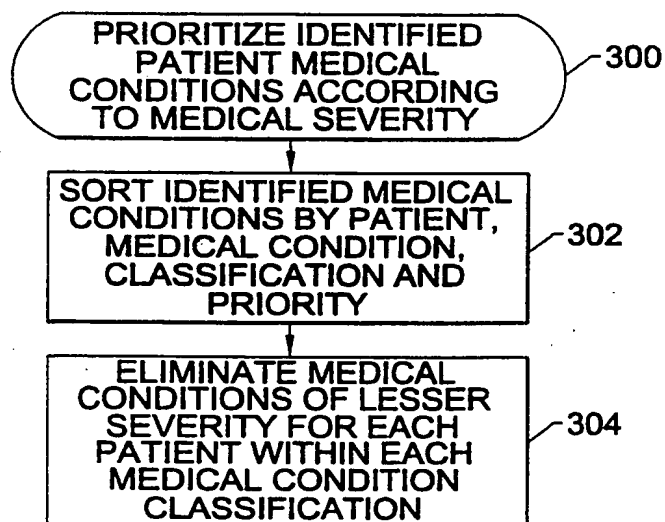 PRIORITIZE IDENTIFIED
PATIENT MEDICAL
CONDITIONS ACCORDING
TO MEDICAL SEVERITY
300
SORT IDENTIFIED MEDICAL
CONDITIONS BY PATIENT,
MEDICAL CONDITION,
CLASSIFICATION AND
PRIORITY
302
ELIMINATE MEDICAL
CONDITIONS OF LESSER
SEVERITY FOR EACH
PATIENT WITHIN EACH
MEDICAL CONDITION
CLASSIFICATION
304